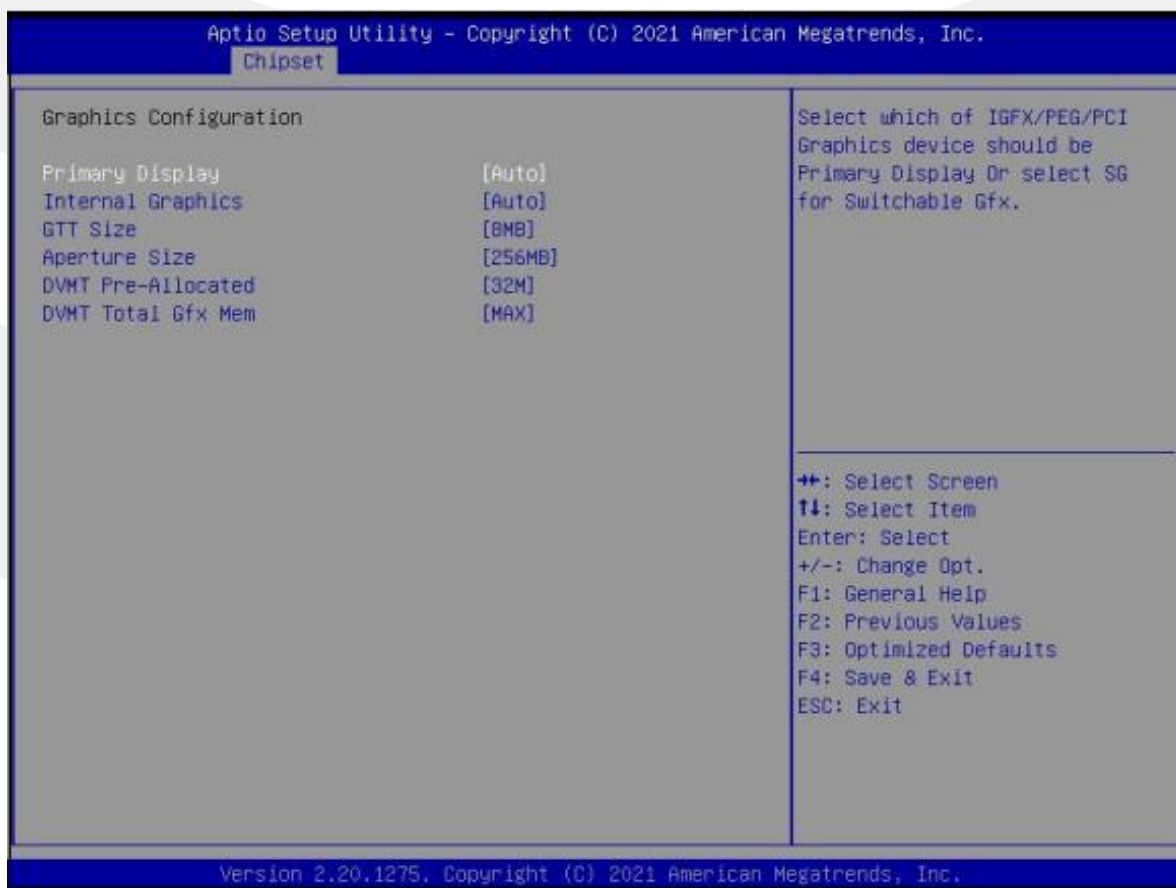 Aptio Setup Utility – Copyright (C) 2021 American Megatrends, Inc.
Chipset
Graphics Configuration
Primary Display [Auto]
Internal Graphics [Auto]
GTT Size [8MB]
Aperture Size [256MB]
DVMT Pre-Allocated [32M]
DVMT Total Gfx Mem [MAX]
Select which of IGFX/PEG/PCI
Graphics device should be
Primary Display Or select SG
for Switchable Gfx.
→←: Select Screen
↑↓: Select Item
Enter: Select
+/-: Change Opt.
F1: General Help
F2: Previous Values
F3: Optimized Defaults
F4: Save & Exit
ESC: Exit
Version 2.20.1275. Copyright (C) 2021 American Megatrends, Inc.